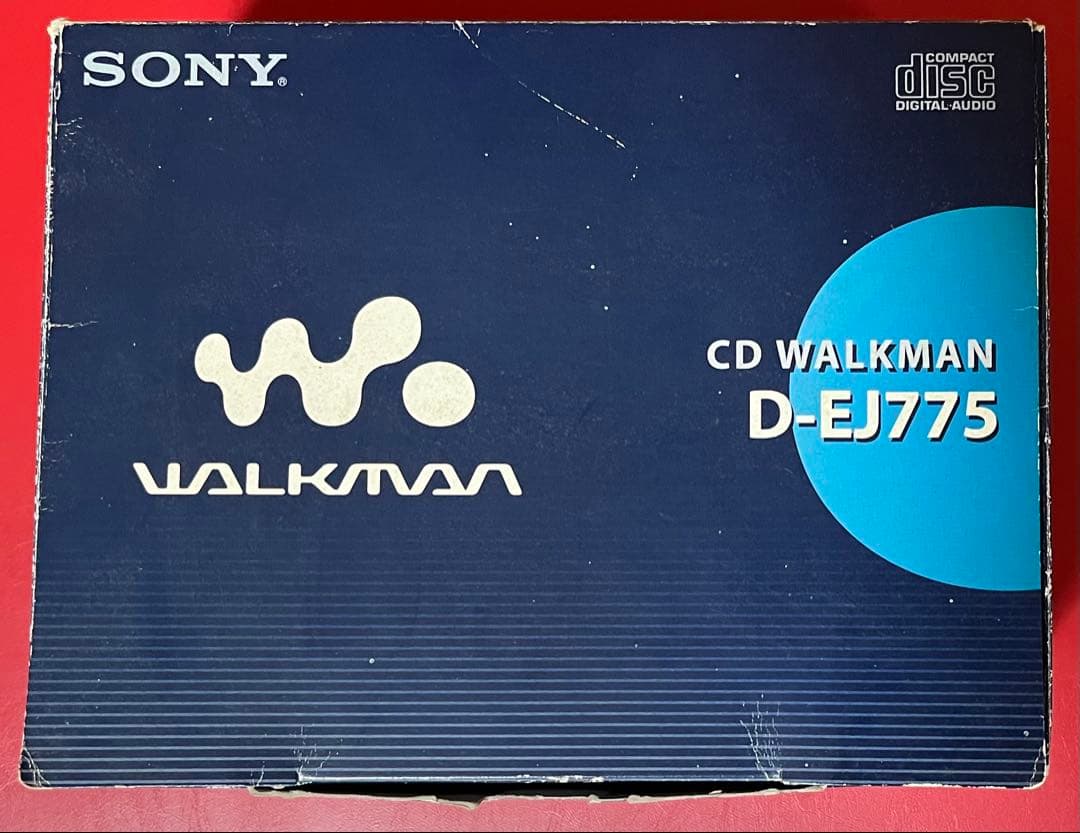 SONY®
COMPACT
disc
DIGITAL AUDIO
CD WALKMAN
D-EJ775
WALKMAN